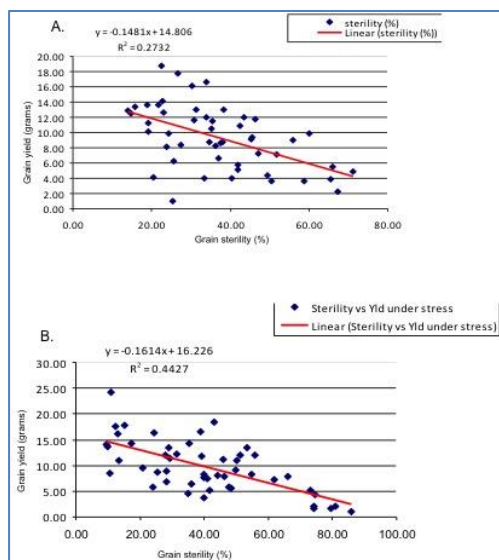 A.
y = -0.1481x + 14.806
R² = 0.2732
sterility (%)
Linear (sterility (%))
Grain yield (grams)
20.00
18.00
16.00
14.00
12.00
10.00
8.00
6.00
4.00
2.00
0.00
0.00 20.00 40.00 60.00 80.00
Grain sterility (%)
B.
Sterility vs Yld under stress
Linear (Sterility vs Yld under stress)
y = -0.1614x + 16.226
R² = 0.4427
Grain yield (grams)
30.00
25.00
20.00
15.00
10.00
5.00
0.00
0.00 20.00 40.00 60.00 80.00 100.00
Grain sterility (%)